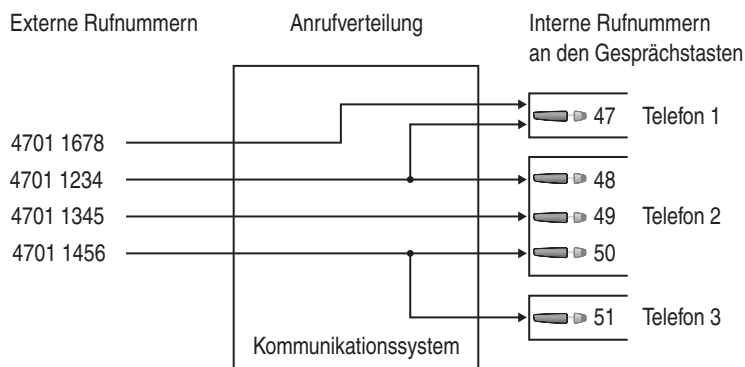 Externe Rufnummern
Anrufverteilung
Interne Rufnummern
an den Gesprächstasten
47
Telefon 1
4701 1678
4701 1234
48
4701 1345
49
Telefon 2
4701 1456
50
51
Telefon 3
Kommunikationssystem